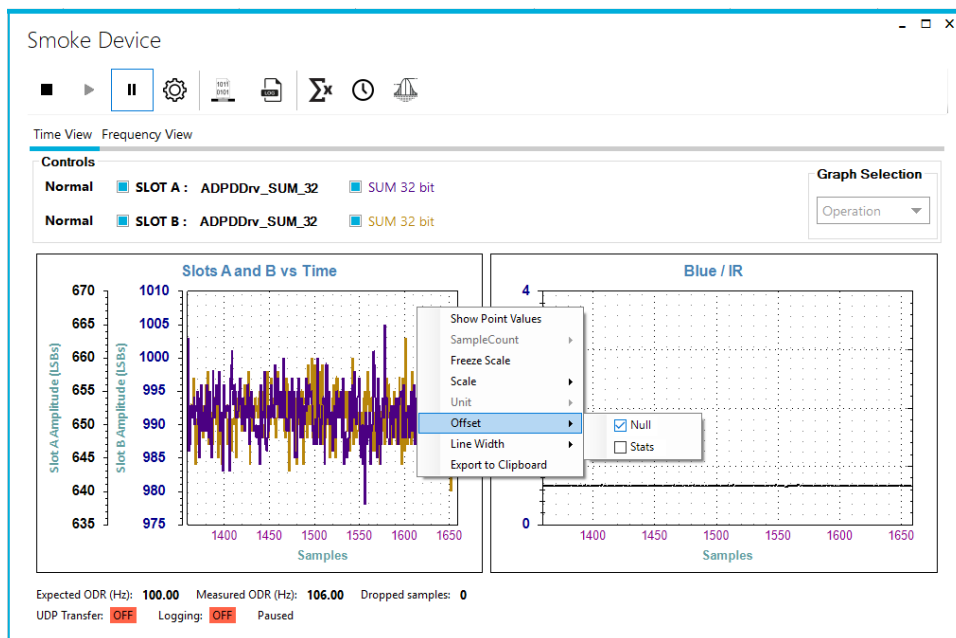 Smoke Device
1011
0101
LOG
Σx
Time View Frequency View
Controls
Normal SLOT A : ADPDDrv_SUM_32 SUM 32 bit
Normal SLOT B : ADPDDrv_SUM_32 SUM 32 bit
Graph Selection
Operation
Slots A and B vs Time
Slot A Amplitude (LSBs)
670
665
660
655
650
645
640
635
Slot B Amplitude (LSBs)
1010
1005
1000
995
990
985
980
975
1400 1450 1500 1550 1600 1650
Samples
Show Point Values
SampleCount
Freeze Scale
Scale
Unit
Offset
Line Width
Export to Clipboard
Null
Stats
Blue / IR
4
0
1400 1450 1500 1550 1600 1650
Samples
Expected ODR (Hz): 100.00 Measured ODR (Hz): 106.00 Dropped samples: 0
UDP Transfer: OFF Logging: OFF Paused